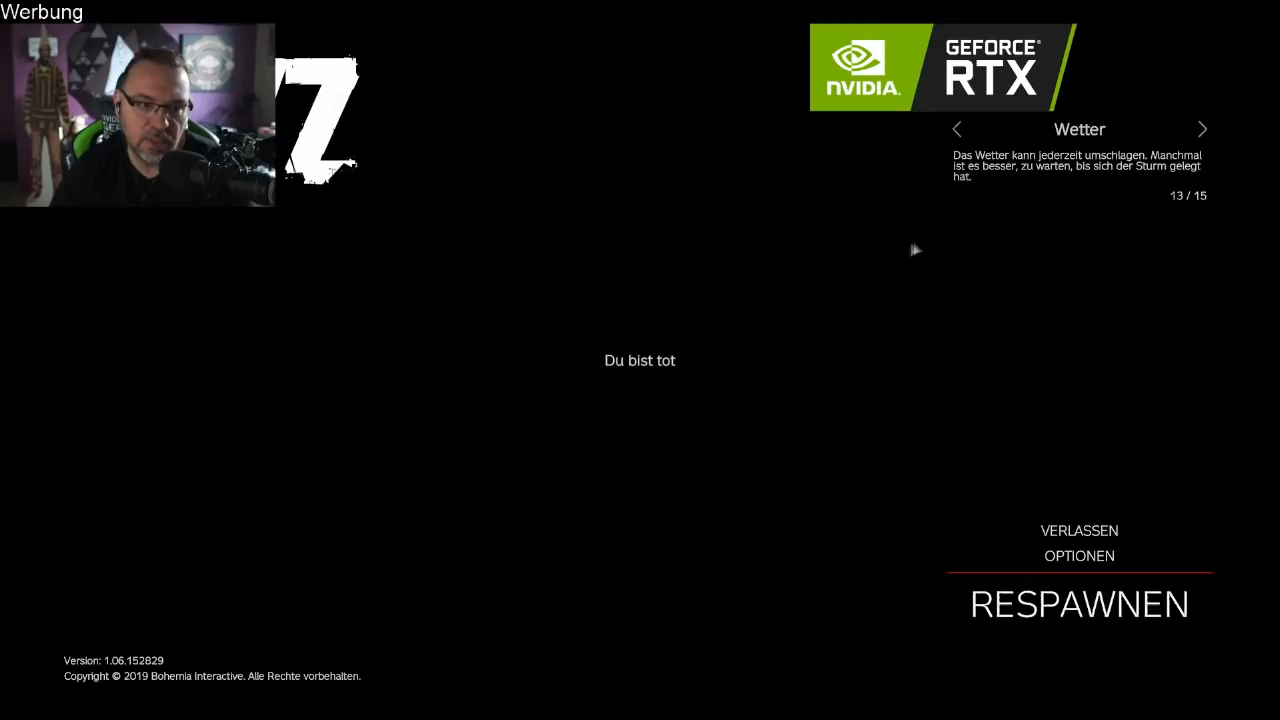 Werbung
Z
NVIDIA.
GEFORCE®
RTX
Wetter
Das Wetter kann jederzeit umschlagen. Manchmal
ist es besser, zu warten, bis sich der Sturm gelegt
hat.
13 / 15
Du bist tot
VERLASSEN
OPTIONEN
RESPAWNEN
Version: 1.06.152829
Copyright © 2019 Bohemia Interactive. Alle Rechte vorbehalten.